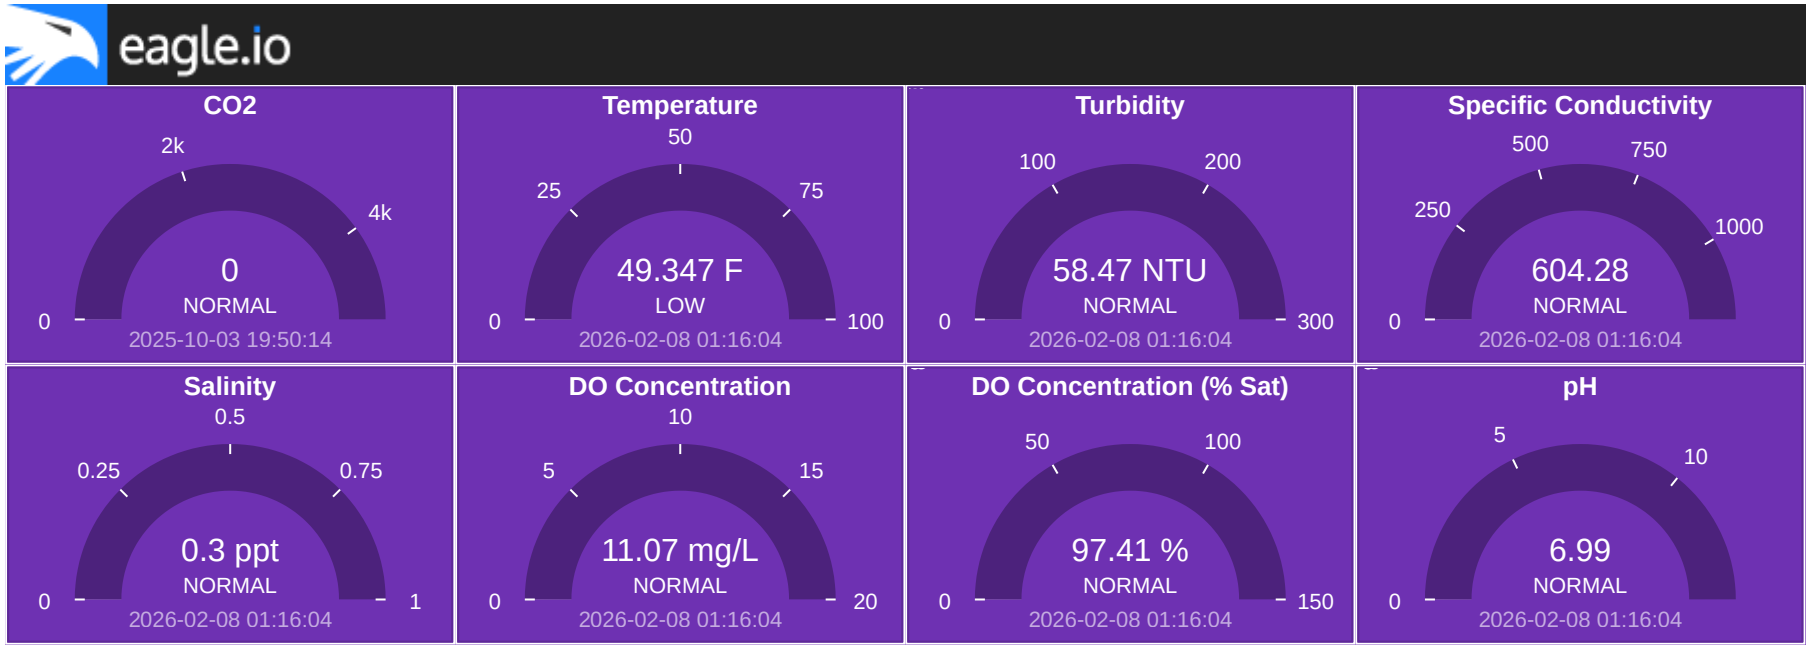 eagle.io
CO2
2k
4k
0
0
NORMAL
2025-10-03 19:50:14
Temperature
50
25
75
49.347 F
LOW
0
100
2026-02-08 01:16:04
Turbidity
100
200
58.47 NTU
NORMAL
0
300
2026-02-08 01:16:04
Specific Conductivity
500
750
250
1000
604.28
NORMAL
0
2026-02-08 01:16:04
Salinity
0.5
0.25
0.75
0.3 ppt
NORMAL
0
1
2026-02-08 01:16:04
DO Concentration
10
5
15
11.07 mg/L
NORMAL
0
20
2026-02-08 01:16:04
DO Concentration (% Sat)
50
100
97.41 %
NORMAL
0
150
2026-02-08 01:16:04
pH
5
10
6.99
NORMAL
0
2026-02-08 01:16:04